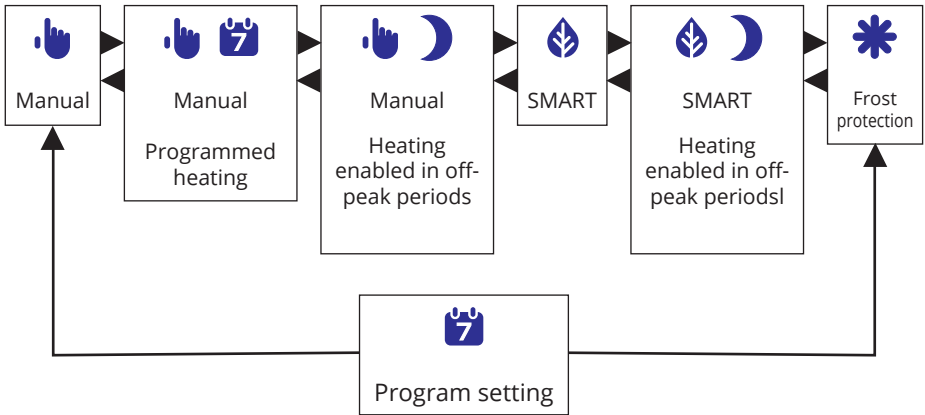 Manual
7
Manual
Programmed
heating
Manual
Heating
enabled in off-
peak periods
SMART
SMART
Heating
enabled in off-
peak periodsl
Frost
protection
7
Program setting